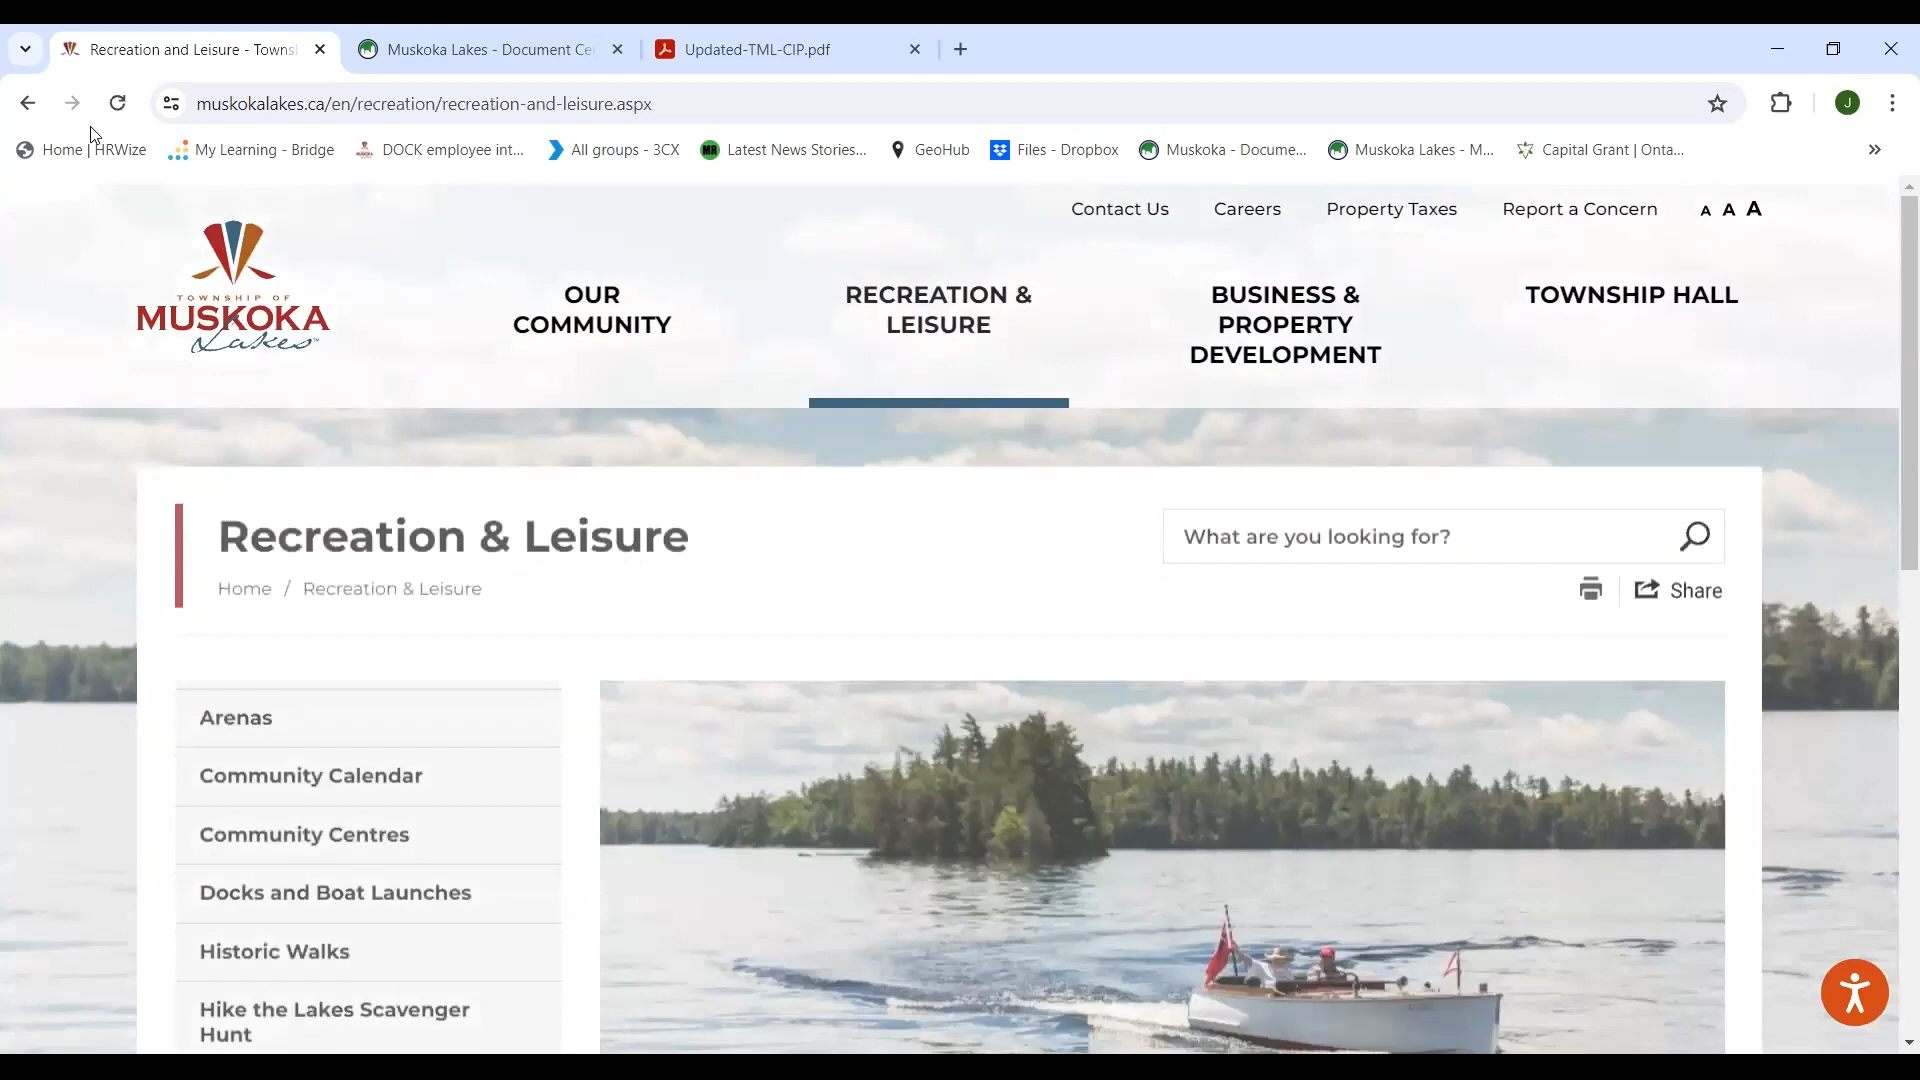 Recreation and Leisure - Towns
Muskoka Lakes - Document Ce
Updated-TML-CIP.pdf
muskokalakes.ca/en/recreation/recreation-and-leisure.aspx
J
Home | HRWize
My Learning - Bridge
DOCK employee int...
All groups - 3CX
MR
Latest News Stories...
GeoHub
Files - Dropbox
Muskoka - Docume...
Muskoka Lakes - M...
Capital Grant | Onta...
»
Contact Us
Careers
Property Taxes
Report a Concern
A A A
TOWNSHIP OF
MUSKOKA
Lakes™
OUR
COMMUNITY
RECREATION &
LEISURE
BUSINESS &
PROPERTY
DEVELOPMENT
TOWNSHIP HALL
Recreation & Leisure
What are you looking for?
Home / Recreation & Leisure
Share
Arenas
Community Calendar
Community Centres
Docks and Boat Launches
Historic Walks
Hike the Lakes Scavenger
Hunt